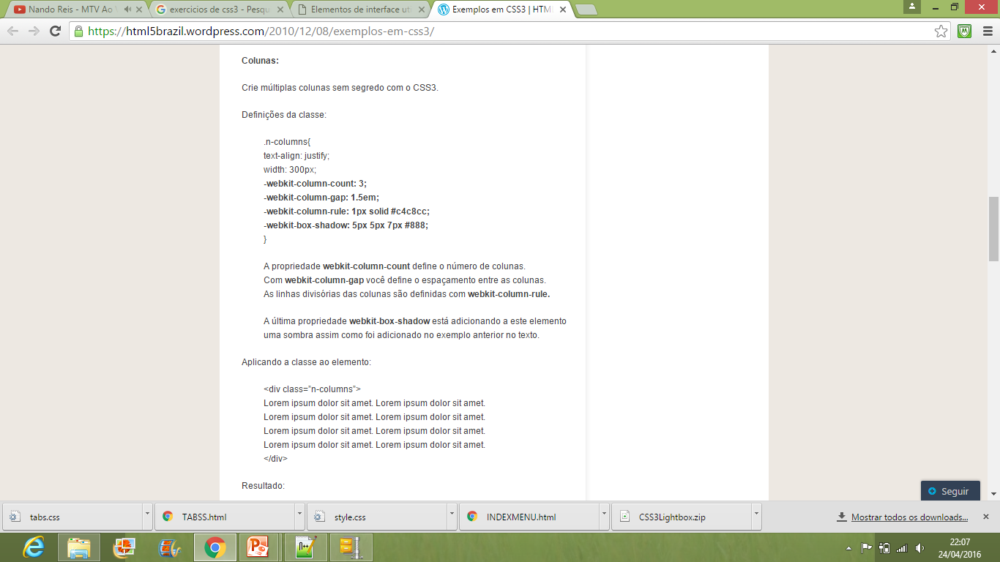 Nando Reis - MTV Ao V
exercicios de css3 - Pesqu
Elementos de interface uti
Exemplos em CSS3 | HTM
https://html5brazil.wordpress.com/2010/12/08/exemplos-em-css3/
Colunas:
Crie múltiplas colunas sem segredo com o CSS3.
Definições da classe:
.n-columns{
text-align: justify;
width: 300px;
-webkit-column-count: 3;
-webkit-column-gap: 1.5em;
-webkit-column-rule: 1px solid #c4c8cc;
-webkit-box-shadow: 5px 5px 7px #888;
}
A propriedade webkit-column-count define o número de colunas.
Com webkit-column-gap você define o espaçamento entre as colunas.
As linhas divisórias das colunas são definidas com webkit-column-rule.
A última propriedade webkit-box-shadow está adicionando a este elemento
uma sombra assim como foi adicionado no exemplo anterior no texto.
Aplicando a classe ao elemento:
<div class=”n-columns”>
Lorem ipsum dolor sit amet. Lorem ipsum dolor sit amet.
Lorem ipsum dolor sit amet. Lorem ipsum dolor sit amet.
Lorem ipsum dolor sit amet. Lorem ipsum dolor sit amet.
Lorem ipsum dolor sit amet. Lorem ipsum dolor sit amet.
</div>
Resultado:
Seguir
tabs.css
TABSS.html
style.css
INDEXMENU.html
CSS3Lightbox.zip
Mostrar todos os downloads...
22:07
24/04/2016